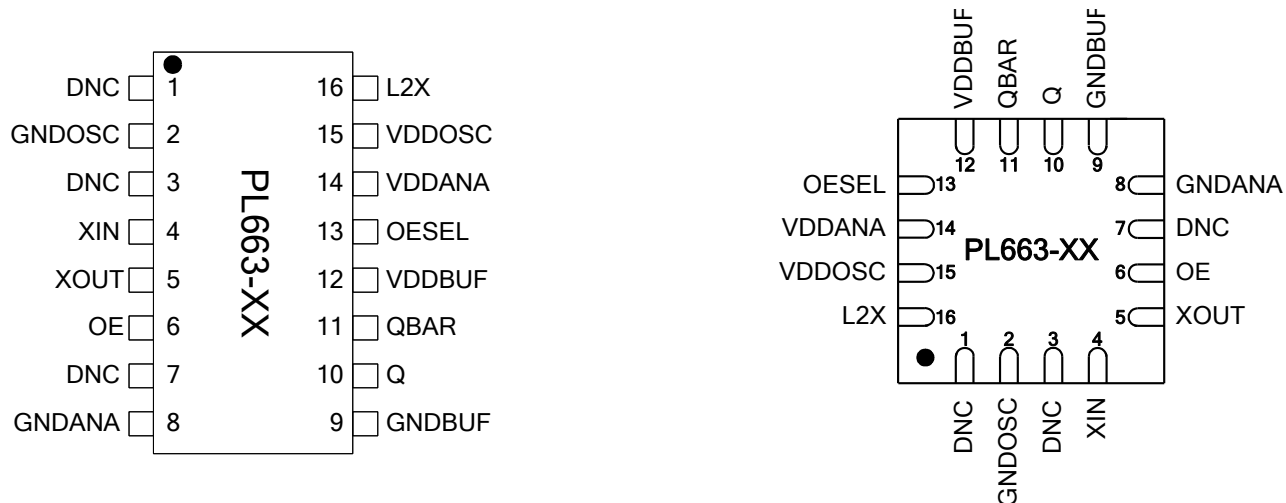 DNC 1 16 L2X
GNDOSC 2 15 VDDOSC
DNC 3 14 VDDANA
XIN 4 13 OESEL
XOUT 5 12 VDDBUF
OE 6 11 QBAR
DNC 7 10 Q
GNDANA 8 9 GNDBUF
PL663-XX
VDDBUF QBAR Q GNDBUF
12 11 10 9
OESEL 13 8 GNDANA
VDDANA 14 7 DNC
PL663-XX
VDDOSC 15 6 OE
L2X 16 5 XOUT
1 2 3 4
DNC GNDOSC DNC XIN